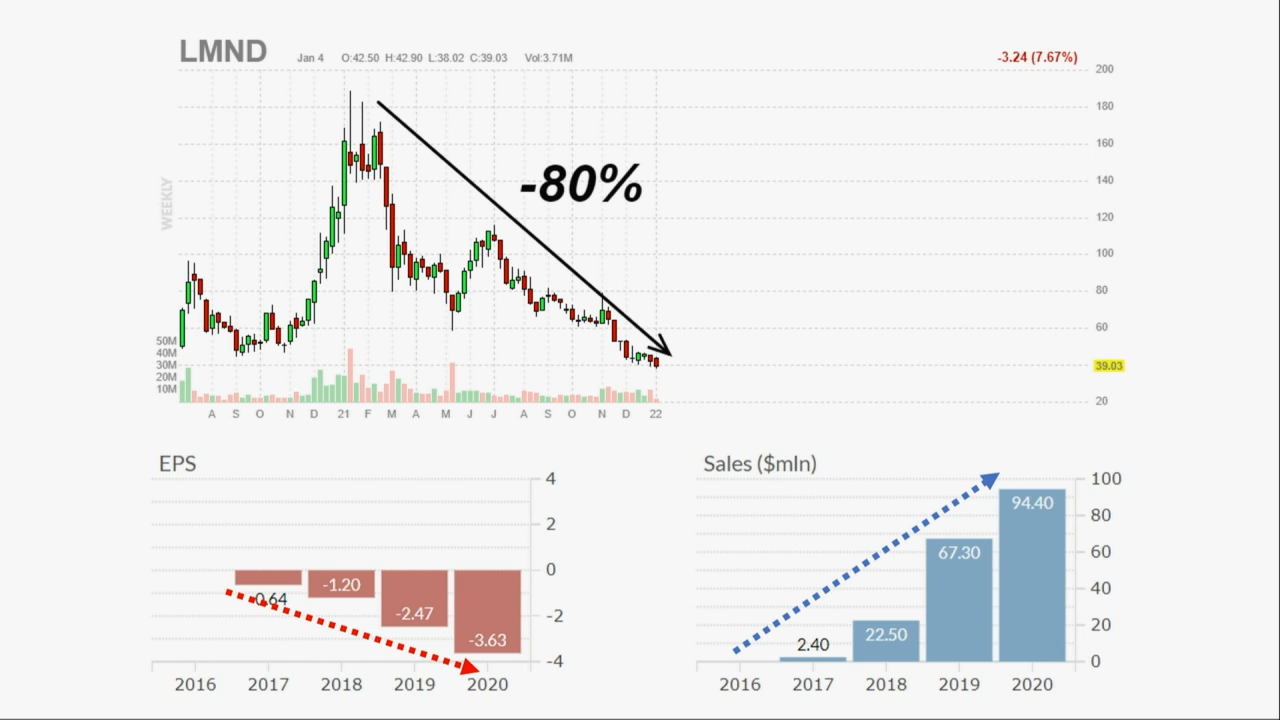 LMND Jan 4 O:42.50 H:42.90 L:38.02 C:39.03 Vol:3.71M -3.24 (7.67%)
200
180
160
140
120
100
80
60
39.03
20
-80%
WEEKLY
50M
40M
30M
20M
10M
A S O N D 21 F M A M J J A S O N D 22
EPS
4
2
0
-2
-4
-0.64
-1.20
-2.47
-3.63
2016 2017 2018 2019 2020
Sales ($mln)
100
80
60
40
20
0
2.40
22.50
67.30
94.40
2016 2017 2018 2019 2020